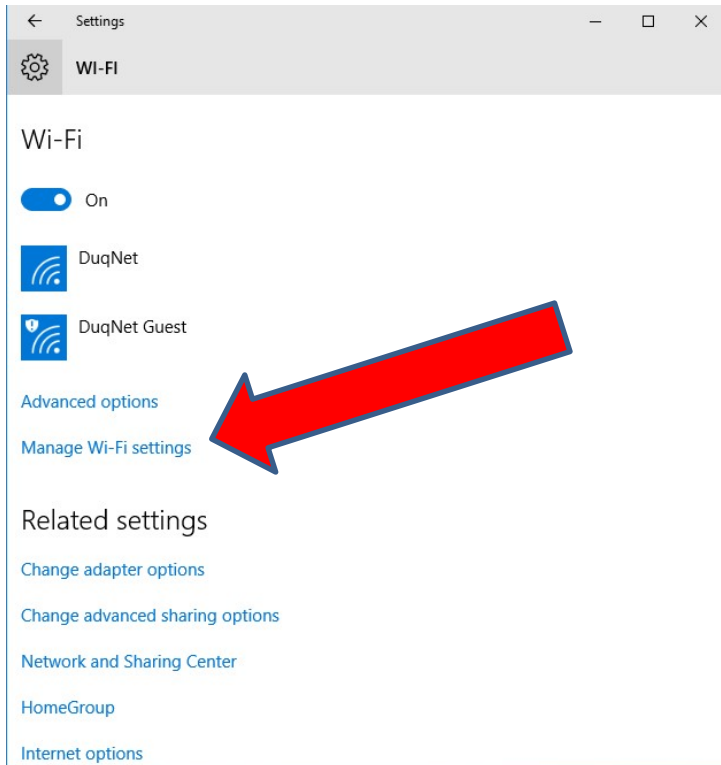 Settings
WI-FI
Wi-Fi
On
DuqNet
DuqNet Guest
Advanced options
Manage Wi-Fi settings
Related settings
Change adapter options
Change advanced sharing options
Network and Sharing Center
HomeGroup
Internet options